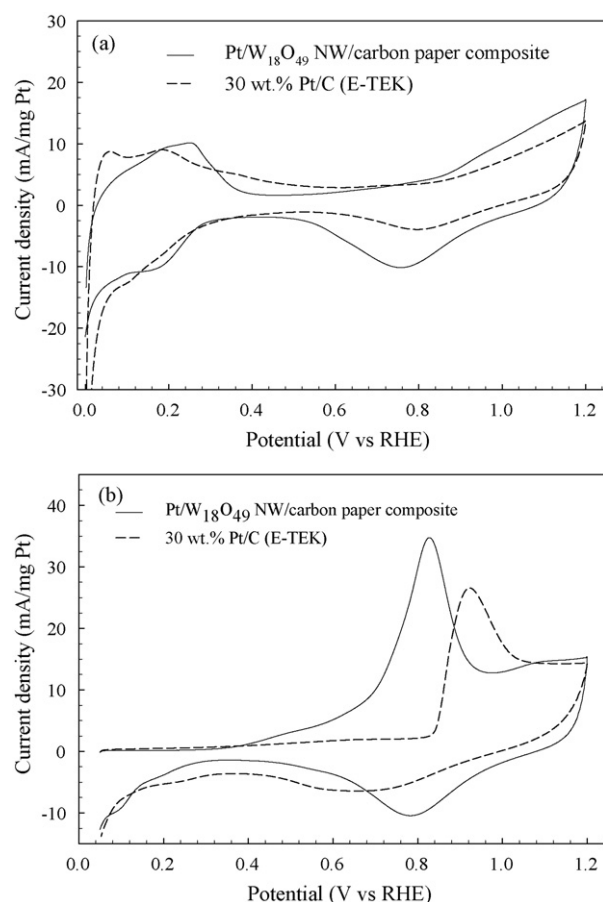 (a)
Pt/W18O49 NW/carbon paper composite
30 wt.% Pt/C (E-TEK)
30
20
10
0
-10
-20
-30
Current density (mA/mg Pt)
0.0 0.2 0.4 0.6 0.8 1.0 1.2
Potential (V vs RHE)
(b)
Pt/W18O49 NW/carbon paper composite
30 wt.% Pt/C (E-TEK)
40
30
20
10
0
-10
Current density (mA/mg Pt)
0.0 0.2 0.4 0.6 0.8 1.0 1.2
Potential (V vs RHE)